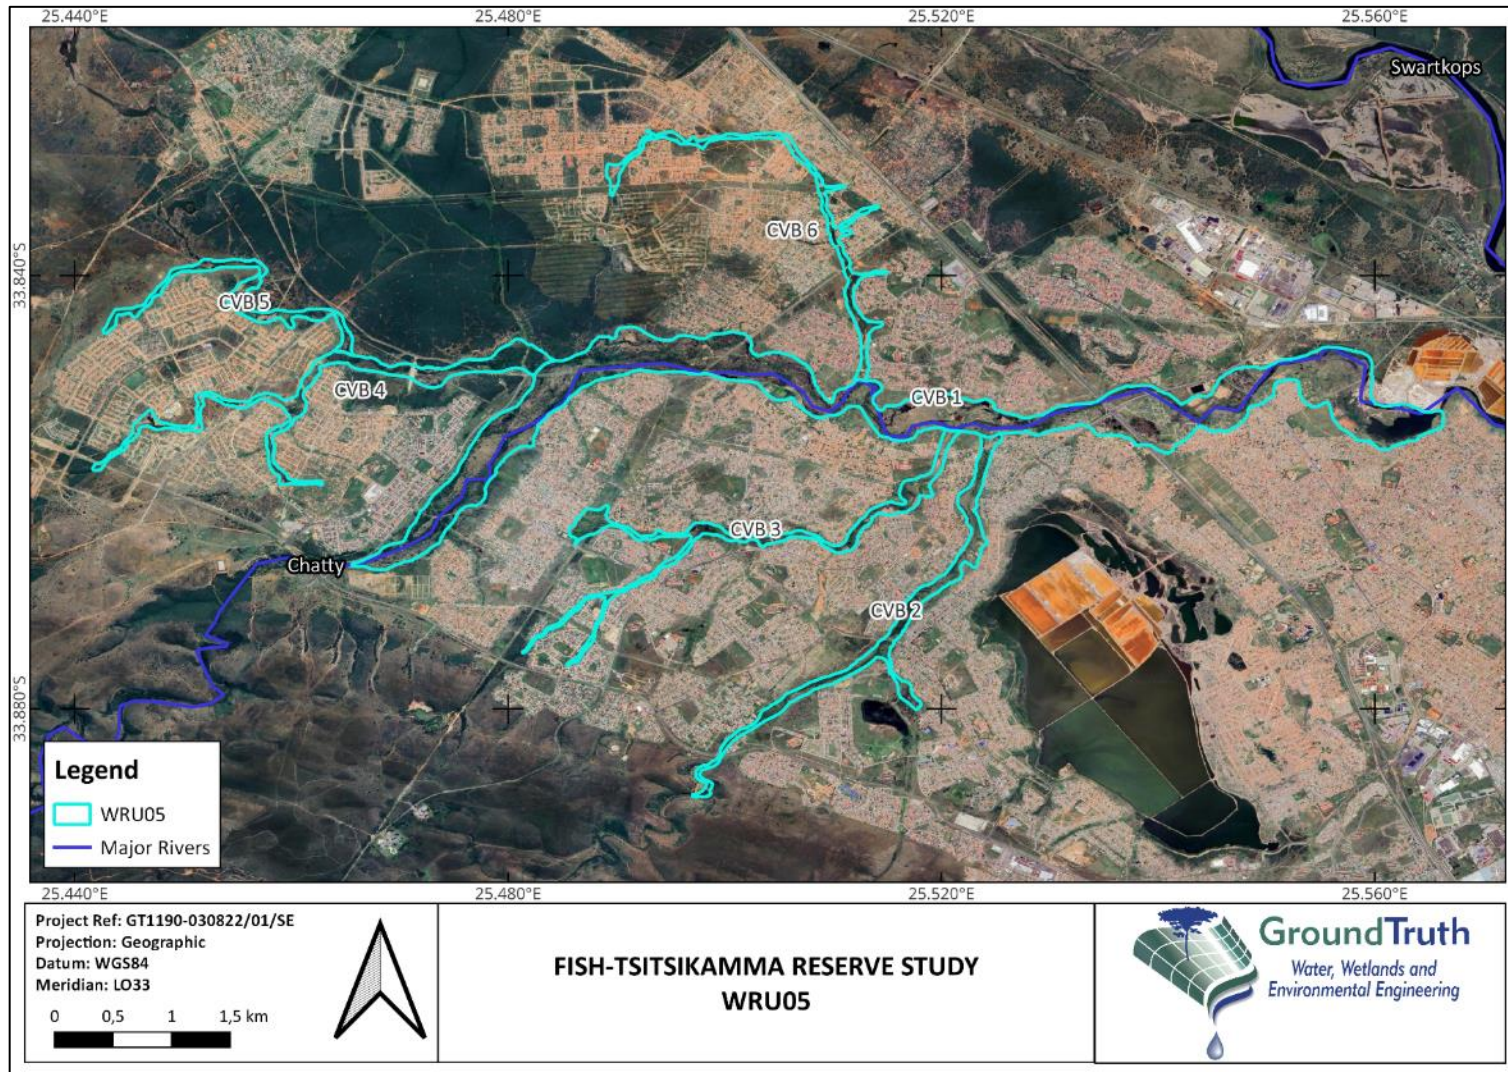 25.440°E 25.480°E 25.520°E 25.560°E
Swartkops
CVB 6
33.840°S
CVB 5
CVB 4
CVB 1
CVB 3
Chatty
CVB 2
33.880°S
Legend
WRU05
Major Rivers
25.440°E 25.480°E 25.520°E 25.560°E
Project Ref: GT1190-030822/01/SE
Projection: Geographic
Datum: WGS84
Meridian: LO33
0 0,5 1 1,5 km
FISH-TSITSIKAMMA RESERVE STUDY
WRU05
GroundTruth
Water, Wetlands and
Environmental Engineering